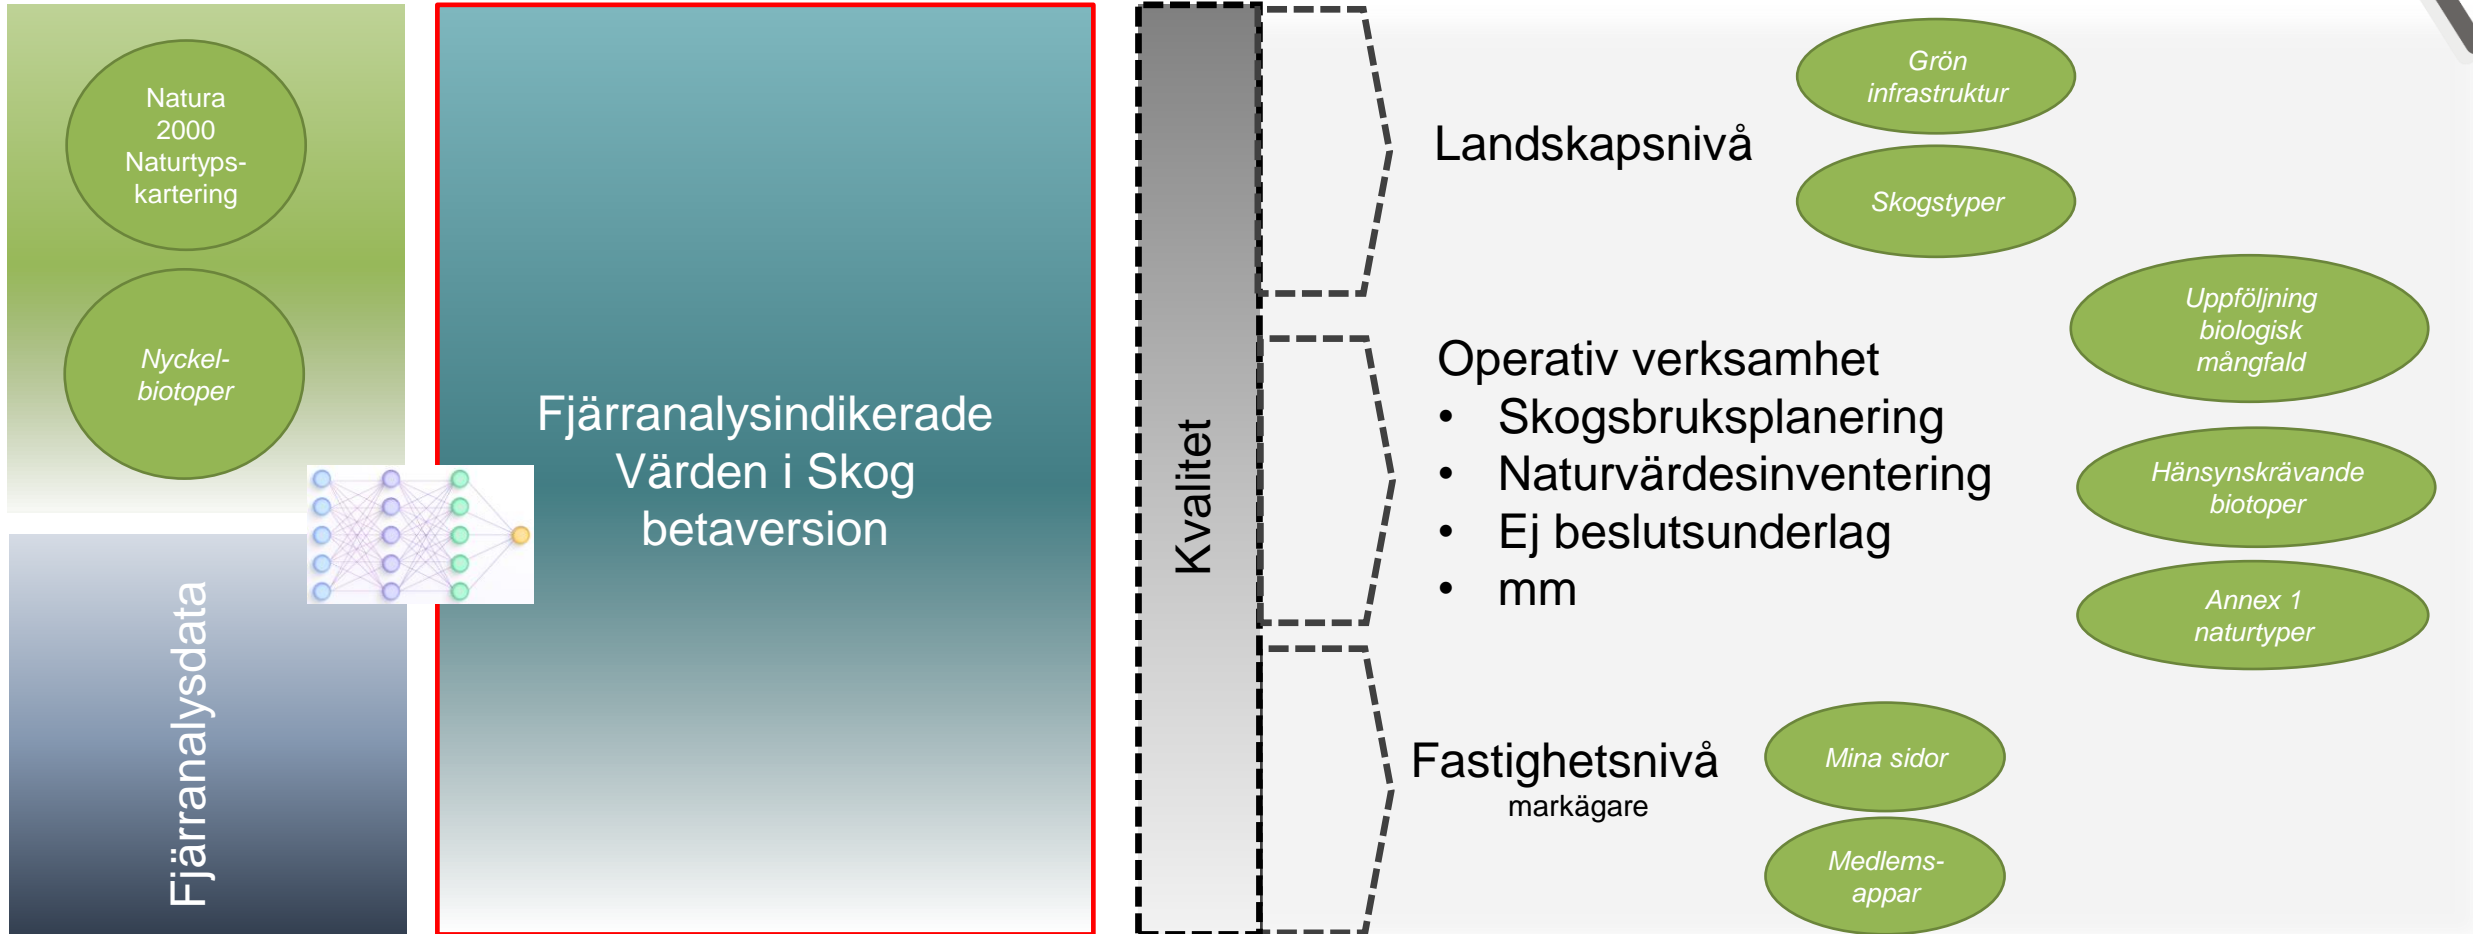 Natura
2000
Naturtyps-
kartering
Nyckel-
biotoper
Fjärranalysdata
Fjärranalysindikerade
Värden i Skog
betaversion
Kvalitet
Landskapsnivå
Grön
infrastruktur
Skogstyper
Operativ verksamhet
• Skogsbruksplanering
• Naturvärdesinventering
• Ej beslutsunderlag
• mm
Uppföljning
biologisk
mångfald
Hänsynskrävande
biotoper
Annex 1
naturtyper
Fastighetsnivå
markägare
Mina sidor
Medlems-
appar